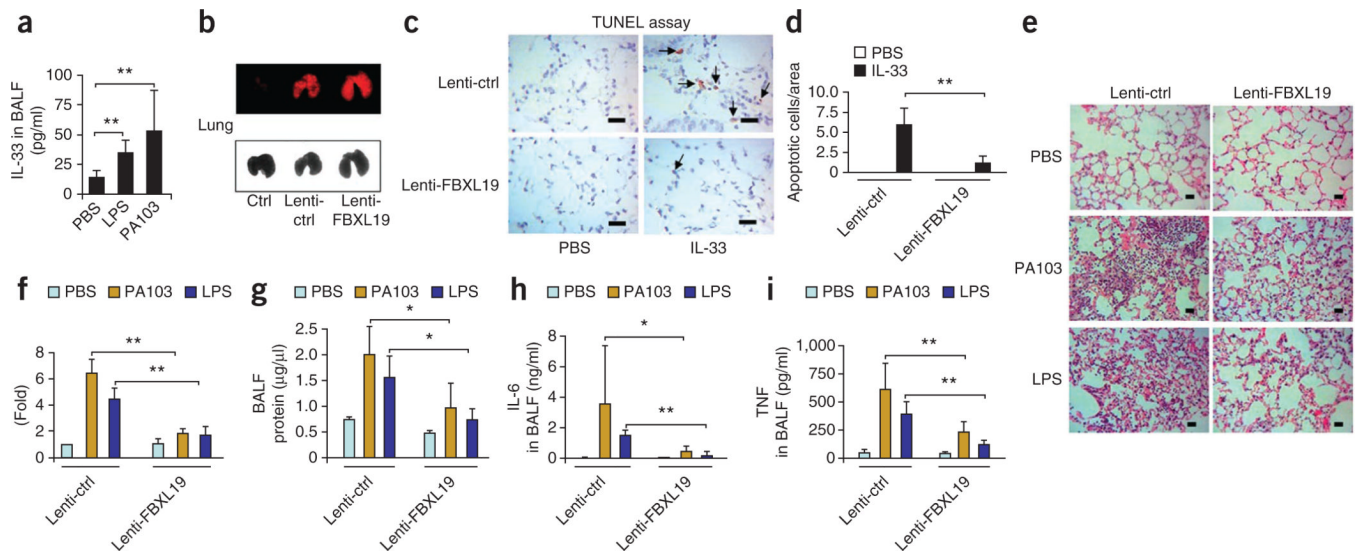 a
IL-33 in BALF
(pg/ml)
100
75
50
25
0
**
**
PBS
LPS
PA103
b
Lung
Ctrl
Lenti-
ctrl
Lenti-
FBXL19
c
TUNEL assay
Lenti-ctrl
Lenti-FBXL19
PBS
IL-33
d
PBS
IL-33
Apoptotic cells/area
10.0
7.5
5.0
2.5
0
**
Lenti-ctrl
Lenti-FBXL19
e
Lenti-ctrl
Lenti-FBXL19
PBS
PA103
LPS
f
PBS
PA103
LPS
(Fold)
8
6
4
2
0
**
**
Lenti-ctrl
Lenti-FBXL19
g
PBS
PA103
LPS
BALF
protein (µg/µl)
2.5
2.0
1.5
1.0
0.5
0
*
*
Lenti-ctrl
Lenti-FBXL19
h
PBS
PA103
LPS
IL-6
in BALF (ng/ml)
8
6
4
2
0
*
**
Lenti-ctrl
Lenti-FBXL19
i
PBS
PA103
LPS
TNF
in BALF (pg/ml)
1,000
750
500
250
0
**
**
Lenti-ctrl
Lenti-FBXL19